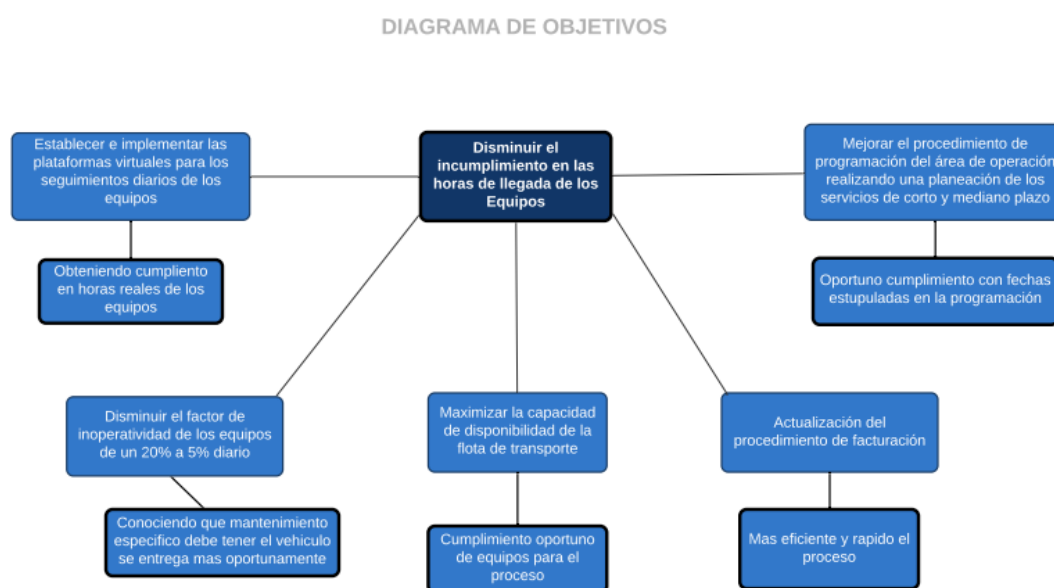 DIAGRAMA DE OBJETIVOS
Establecer e implementar las
plataformas virtuales para los
seguimientos diarios de los
equipos
Obteniendo cumpliento
en horas reales de los
equipos
Disminuir el
incumplimiento en las
horas de llegada de los
Equipos
Mejorar el procedimiento de
programación del área de operación
realizando una planeación de los
servicios de corto y mediano plazo
Oportuno cumplimiento con fechas
estupuladas en la programación
Disminuir el factor de
inoperatividad de los equipos
de un 20% a 5% diario
Conociendo que mantenimiento
especifico debe tener el vehiculo
se entrega mas oportunamente
Maximizar la capacidad
de disponibilidad de la
flota de transporte
Cumplimiento oportuno
de equipos para el
proceso
Actualización del
procedimiento de facturación
Mas eficiente y rapido el
proceso